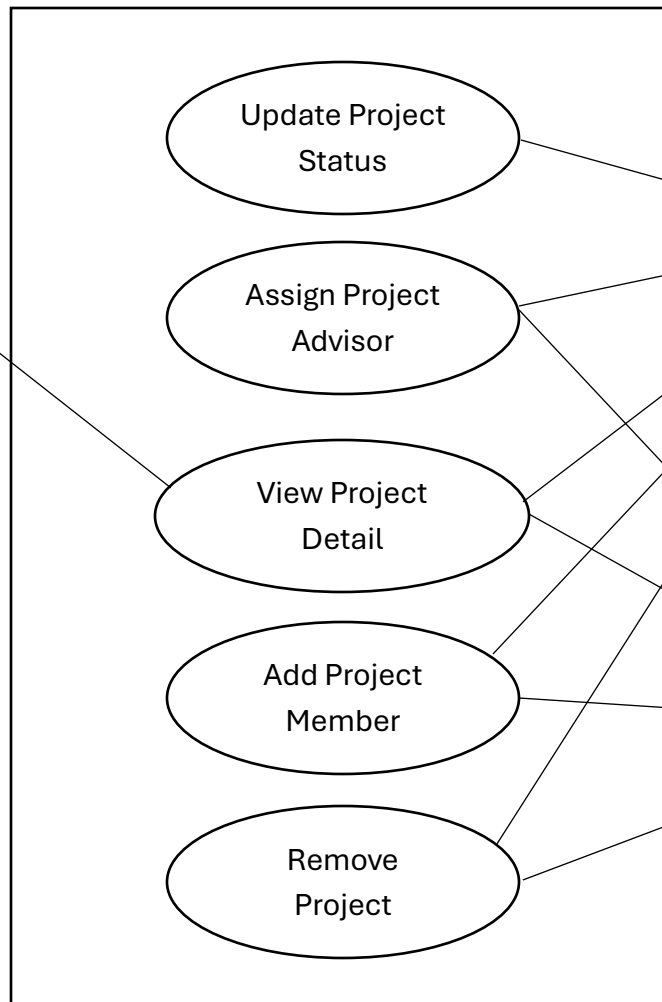 Update Project
Status
Assign Project
Advisor
View Project
Detail
Add Project
Member
Remove
Project